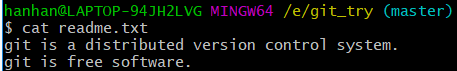 hanhan@LAPTOP-94JH2LVG MINGW64 /e/git_try (master)
$ cat readme.txt
git is a distributed version control system.
git is free software.